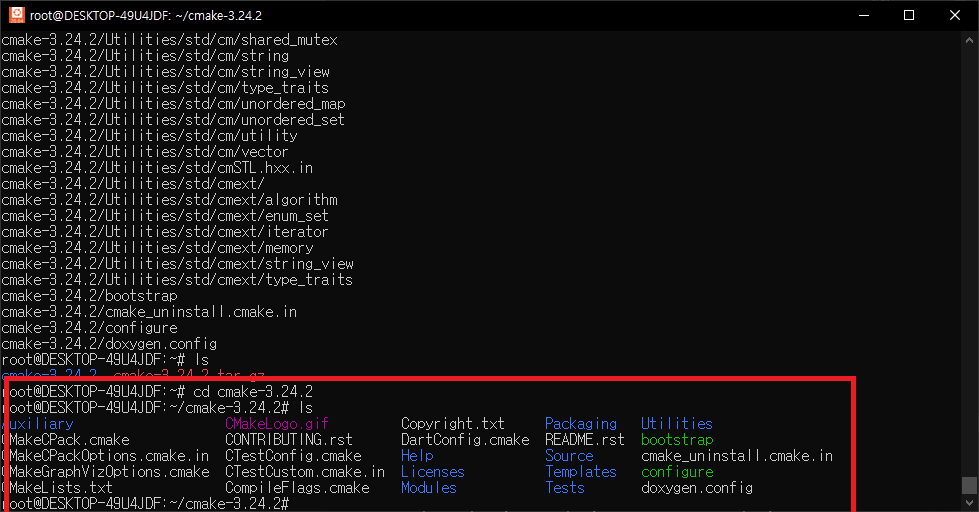 root@DESKTOP-49U4JDF: ~/cmake-3.24.2
cmake-3.24.2/Utilities/std/cm/shared_mutex
cmake-3.24.2/Utilities/std/cm/string
cmake-3.24.2/Utilities/std/cm/string_view
cmake-3.24.2/Utilities/std/cm/type_traits
cmake-3.24.2/Utilities/std/cm/unordered_map
cmake-3.24.2/Utilities/std/cm/unordered_set
cmake-3.24.2/Utilities/std/cm/utility
cmake-3.24.2/Utilities/std/cm/vector
cmake-3.24.2/Utilities/std/cmSTL.hxx.in
cmake-3.24.2/Utilities/std/cmext/
cmake-3.24.2/Utilities/std/cmext/algorithm
cmake-3.24.2/Utilities/std/cmext/enum_set
cmake-3.24.2/Utilities/std/cmext/iterator
cmake-3.24.2/Utilities/std/cmext/memory
cmake-3.24.2/Utilities/std/cmext/string_view
cmake-3.24.2/Utilities/std/cmext/type_traits
cmake-3.24.2/bootstrap
cmake-3.24.2/cmake_uninstall.cmake.in
cmake-3.24.2/configure
cmake-3.24.2/doxygen.config
root@DESKTOP-49U4JDF:~# ls
cmake-3.24.2 cmake-3.24.2.tar.gz
root@DESKTOP-49U4JDF:~# cd cmake-3.24.2
root@DESKTOP-49U4JDF:~/cmake-3.24.2# ls
Auxiliary CMakeLogo.gif Copyright.txt Packaging Utilities
CMakeCPack.cmake CONTRIBUTING.rst DartConfig.cmake README.rst bootstrap
CMakeCPackOptions.cmake.in CTestConfig.cmake Help Source cmake_uninstall.cmake.in
CMakeGraphVizOptions.cmake CTestCustom.cmake.in Licenses Templates configure
CMakeLists.txt CompileFlags.cmake Modules Tests doxygen.config
root@DESKTOP-49U4JDF:~/cmake-3.24.2#